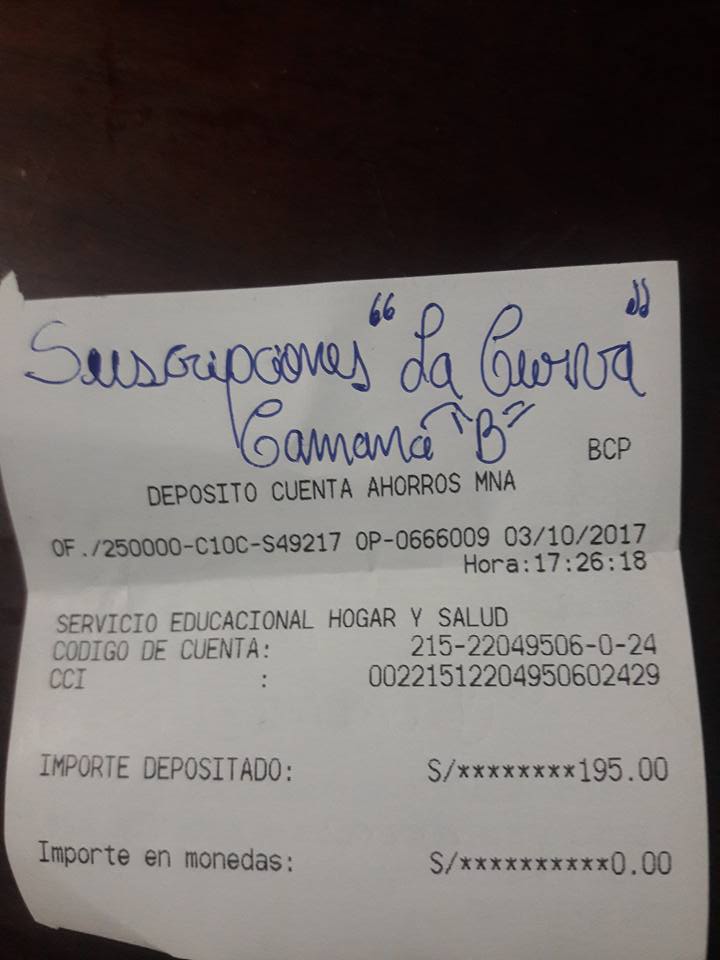 Suscripciones "La Curva"
Camaná "B"
BCP
DEPOSITO CUENTA AHORROS MNA
OF./250000-C10C-S49217 OP-0666009 03/10/2017
Hora:17:26:18
SERVICIO EDUCACIONAL HOGAR Y SALUD
CODIGO DE CUENTA: 215-22049506-0-24
CCI : 00221512204950602429
IMPORTE DEPOSITADO: S/********195.00
Importe en monedas: S/**********0.00